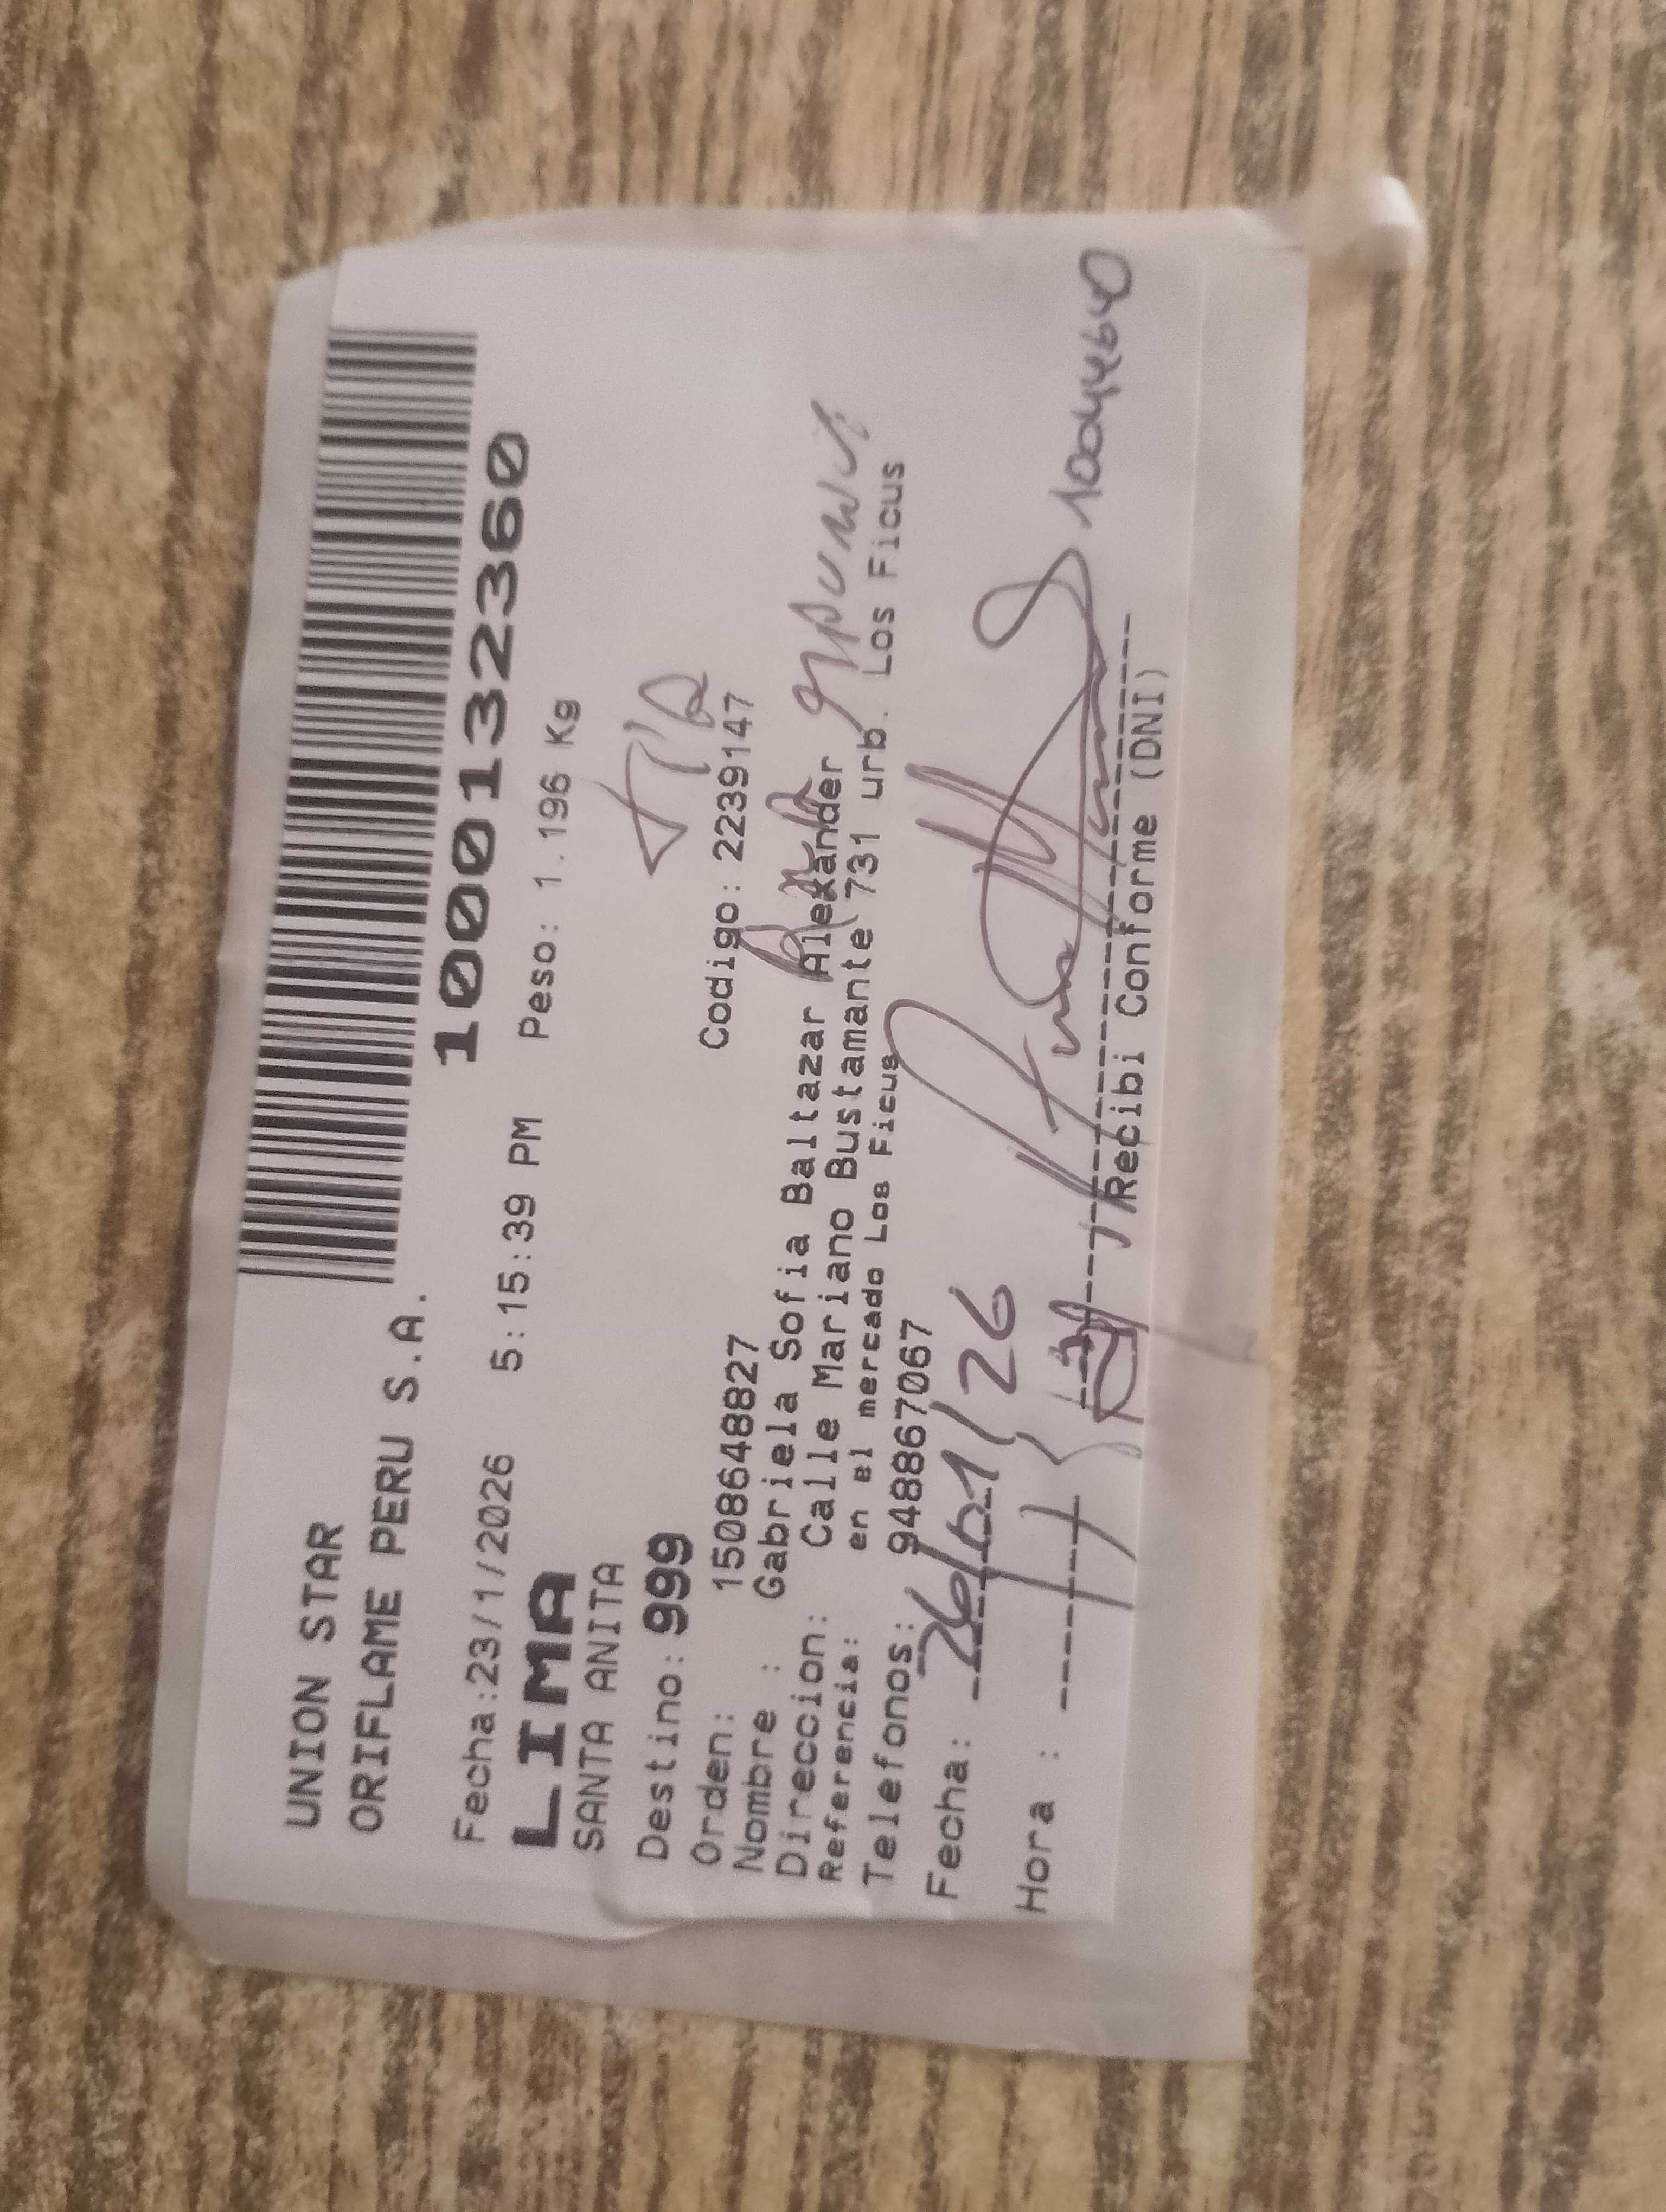 UNION STAR
ORIFLAME PERU S.A.
1000132360
Fecha:23/1/2026 5:15:39 PM Peso: 1.196 Kg
LIMA
SANTA ANITA
Destino: 999
Orden: 1508648827 Codigo: 2239147
Nombre : Gabriela Sofia Baltazar Alexander
Direccion: Calle Mariano Bustamante 731 urb. Los Ficus
Referencia: en el mercado Los Ficus
Telefonos: 948867067
Fecha: 26/01/26
Hora :
Recibi Conforme (DNI)